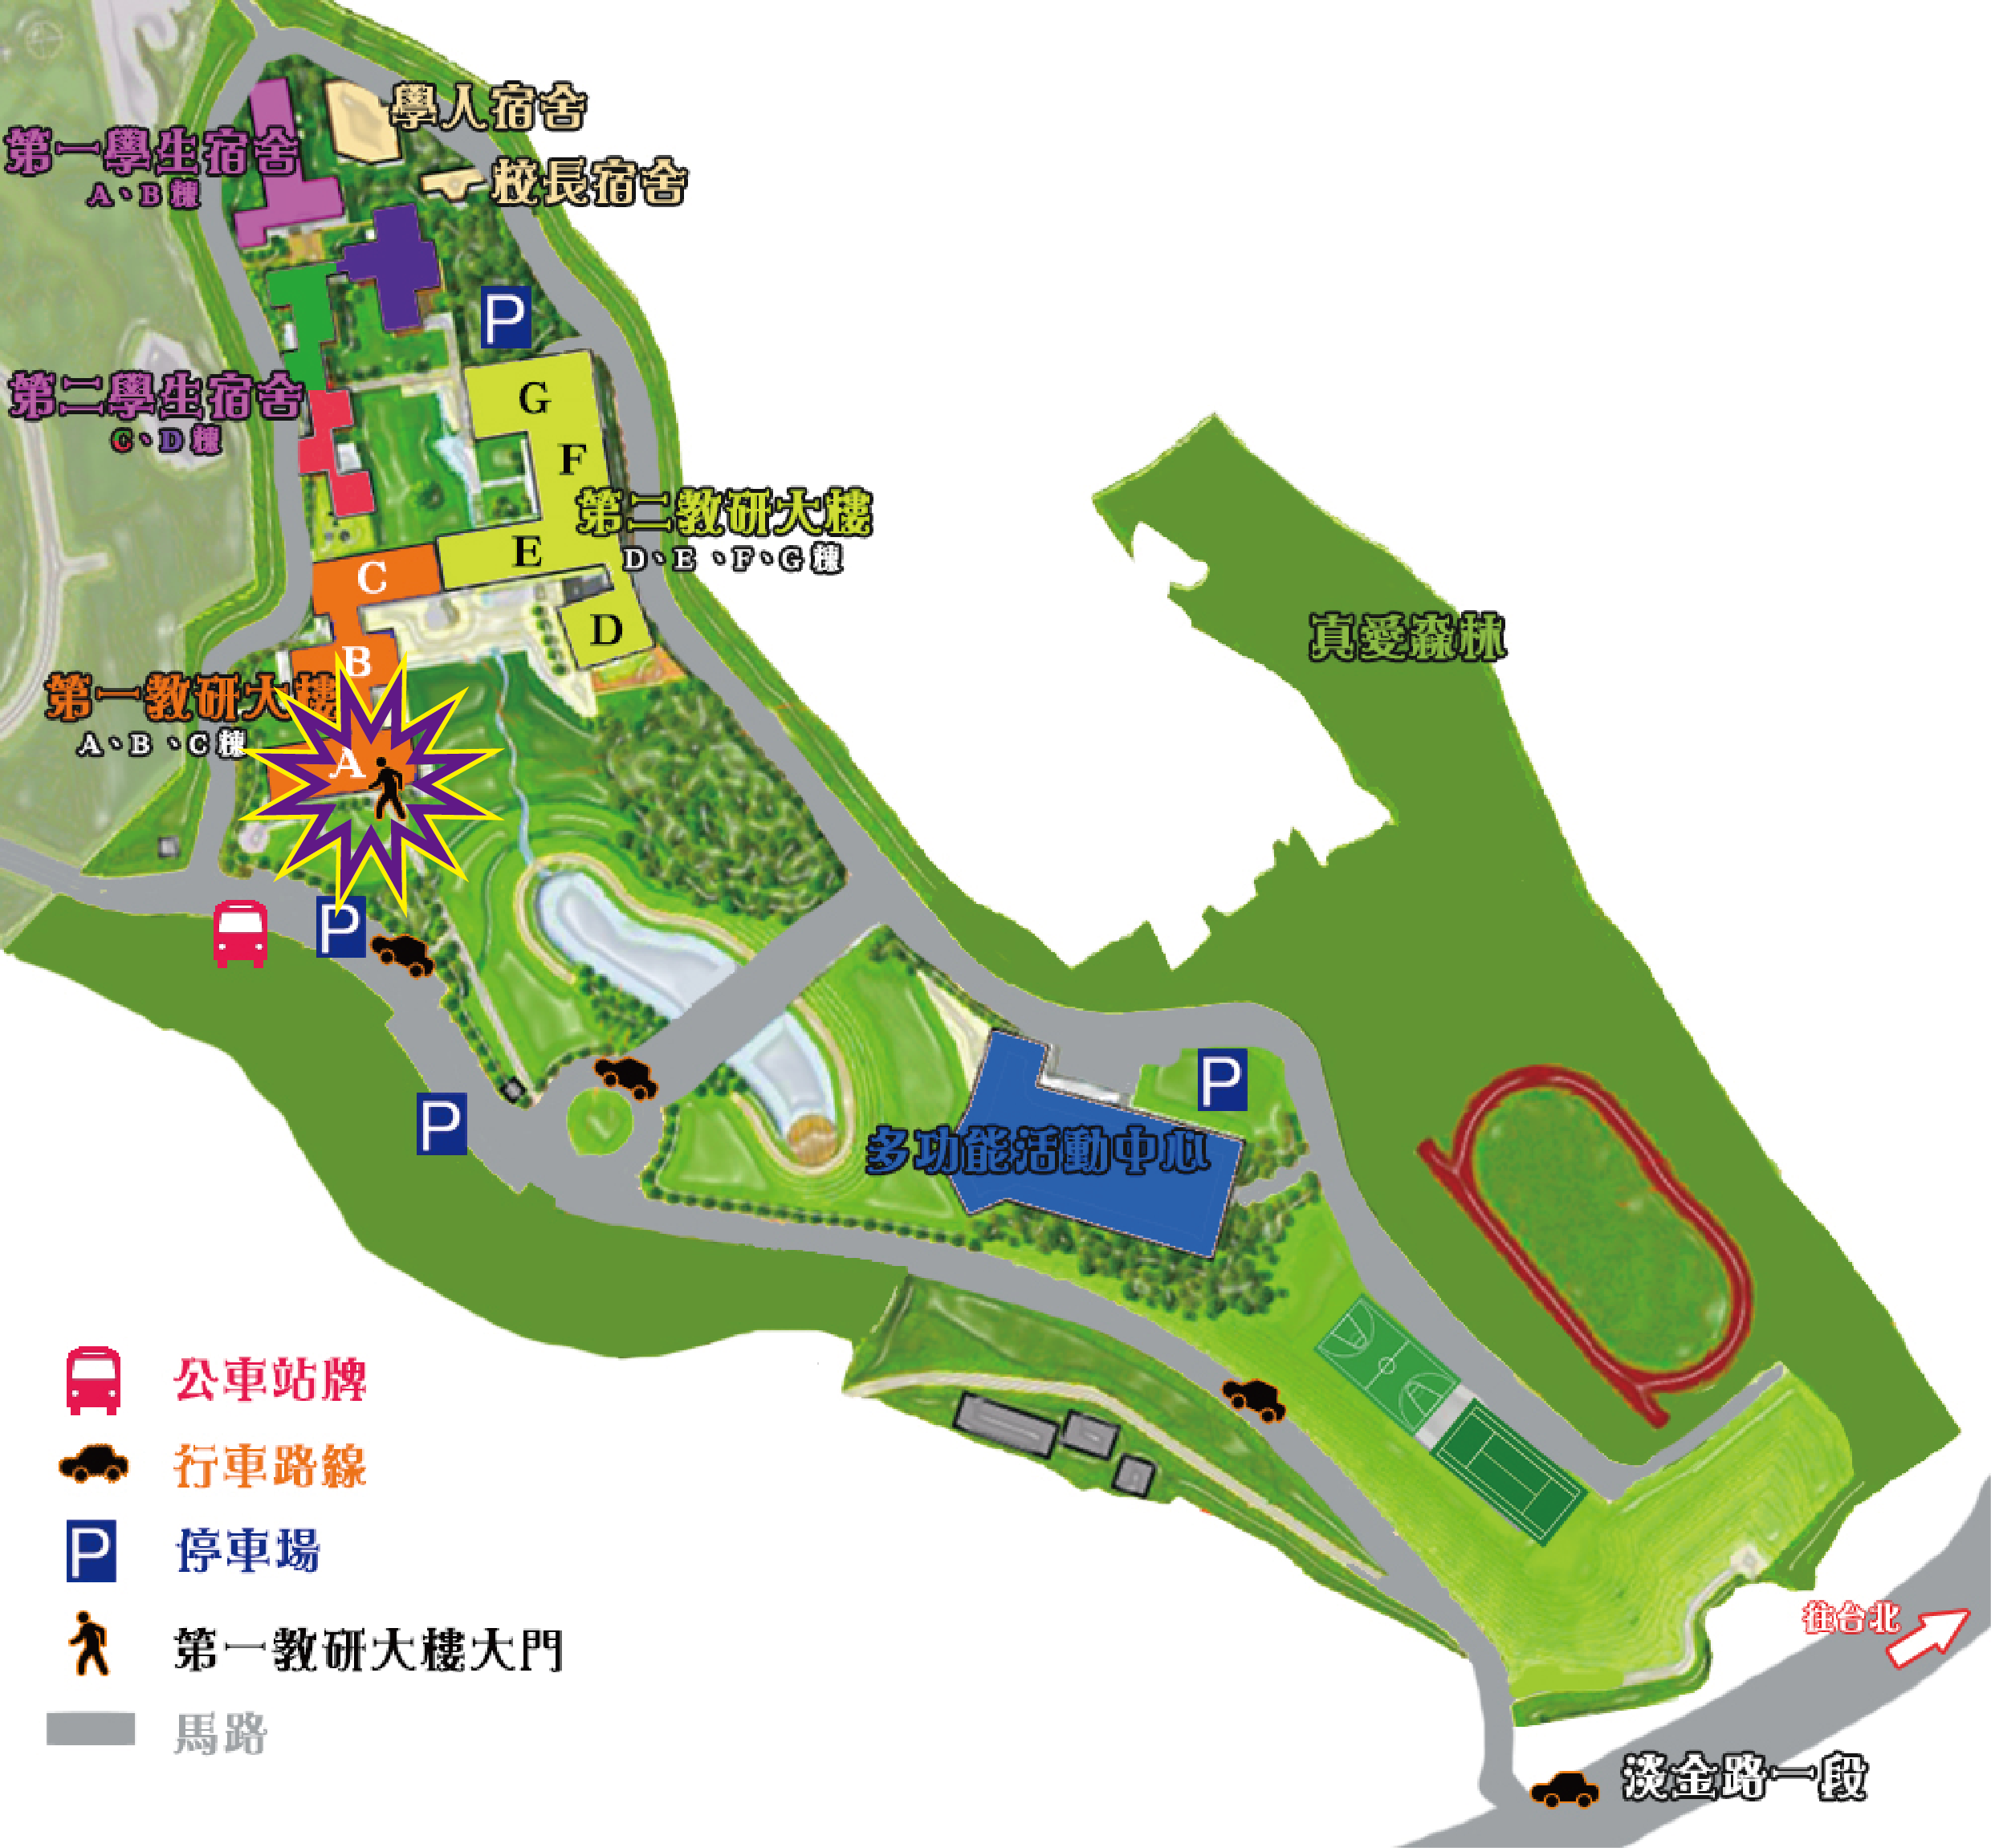 學人宿舍
第一學生宿舍
A、B 棟
校長宿舍
P
第二學生宿舍
C、D 棟
G
F
第二教研大樓
D、E、F、G 棟
E
C
D
B
第一教研大樓
A、B、C 棟
A
真愛森林
P
P
P
多功能活動中心
公車站牌
行車路線
P
停車場
第一教研大樓大門
馬路
往台北
淡金路一段